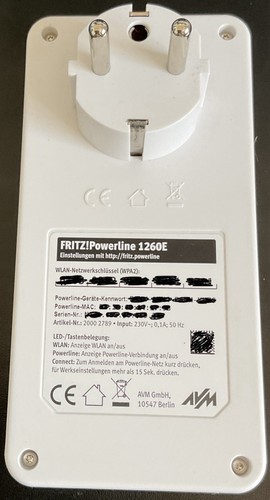 FRITZ!Powerline 1260E
Einstellungen mit http://fritz.powerline
WLAN-Netzwerkschlüssel (WPA2):
Powerline-Geräte-Kennwort:
Powerline-MAC:
Serien-Nr.:
Artikel-Nr.: 2000 2789 • Input: 230V~; 0,1A; 50 Hz
LED-/Tastenbelegung:
WLAN: Anzeige WLAN an/aus
Powerline: Anzeige Powerline-Verbindung an/aus
Connect: Zum Anmelden am Powerline-Netz kurz drücken,
für Werkseinstellungen mehr als 15 Sek. drücken.
CE
AVM GmbH,
10547 Berlin
AVM